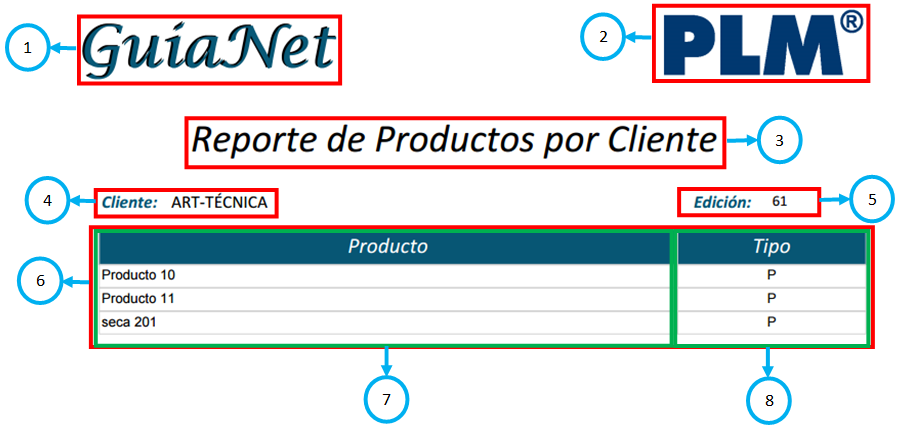 1 GuíaNet 2 PLM®
Reporte de Productos por Cliente 3
4 Cliente: ART-TÉCNICA Edición: 61 5
Producto Tipo
6 Producto 10 P
Producto 11 P
seca 201 P
7 8